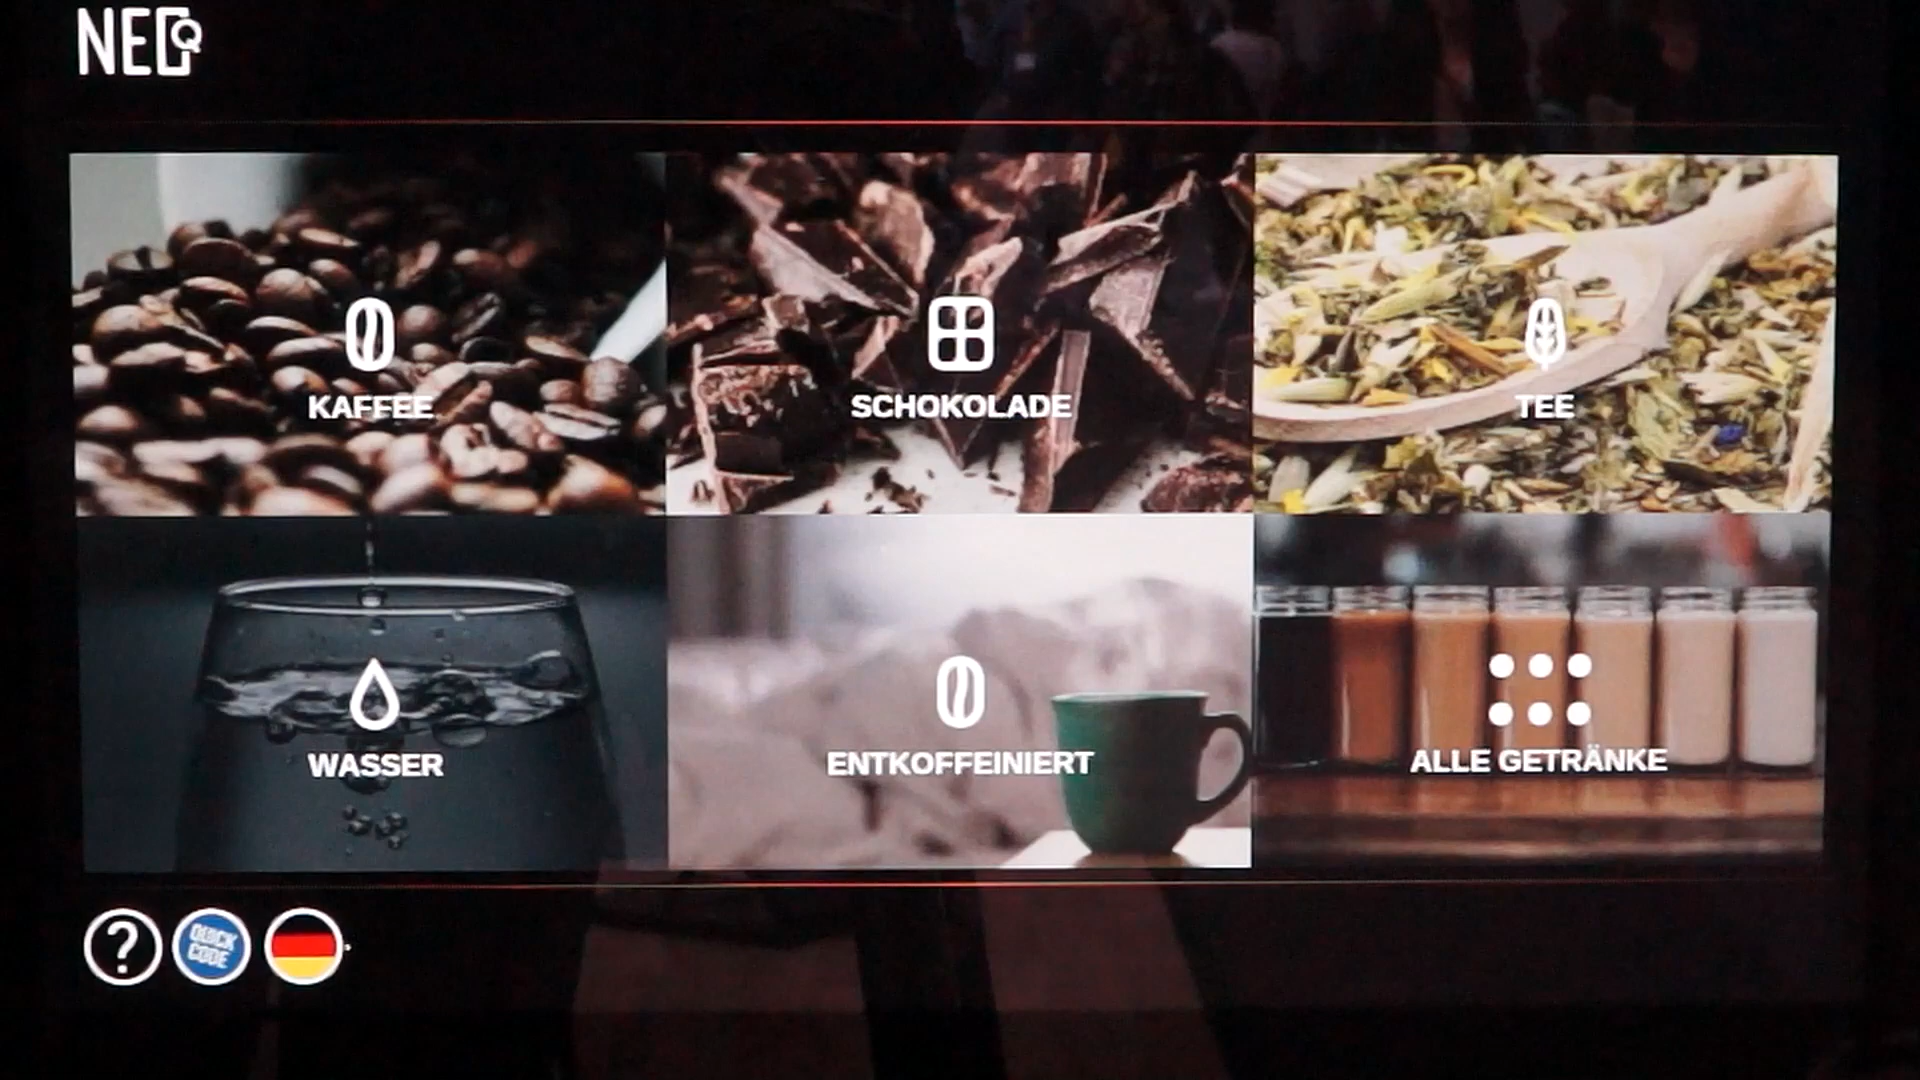 NEO Q
KAFFEE
SCHOKOLADE
TEE
WASSER
ENTKOFFEINIERT
ALLE GETRÄNKE
?
QUICK
CODE